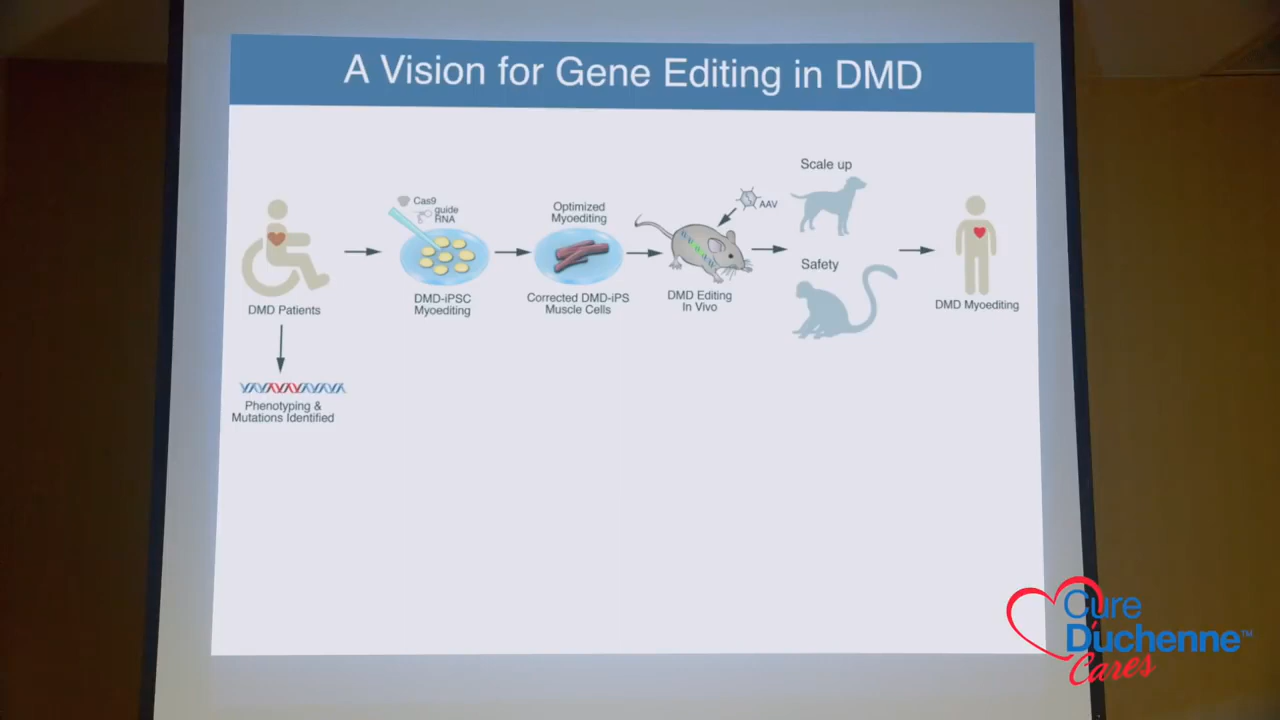 A Vision for Gene Editing in DMD
DMD Patients
Phenotyping &
Mutations Identified
Cas9
guide
RNA
DMD-iPSC
Myoediting
Optimized
Myoediting
Corrected DMD-iPS
Muscle Cells
AAV
DMD Editing
In Vivo
Scale up
Safety
DMD Myoediting
Cure
Duchenne™
Cares